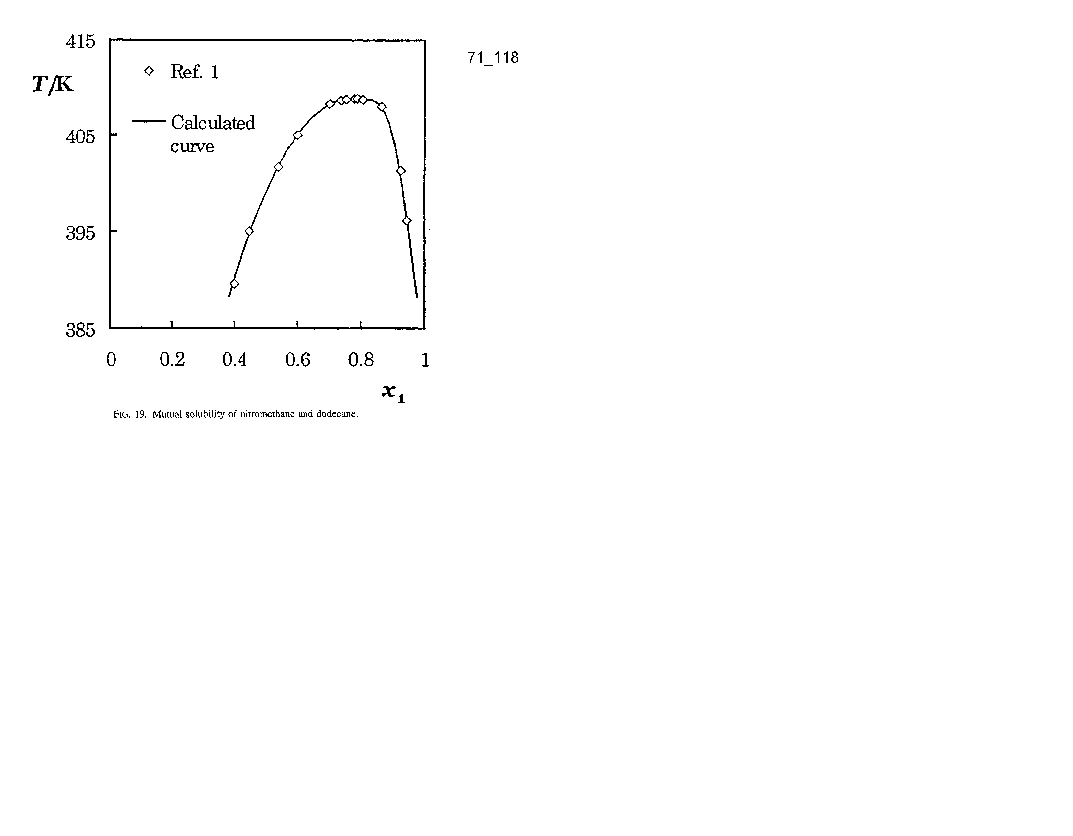 415
71_118
◇ Ref. 1
T/K
Calculated
curve
405
395
385
0 0.2 0.4 0.6 0.8 1
x1
FIG. 19. Mutual solubility of nitromethane and dodecane.